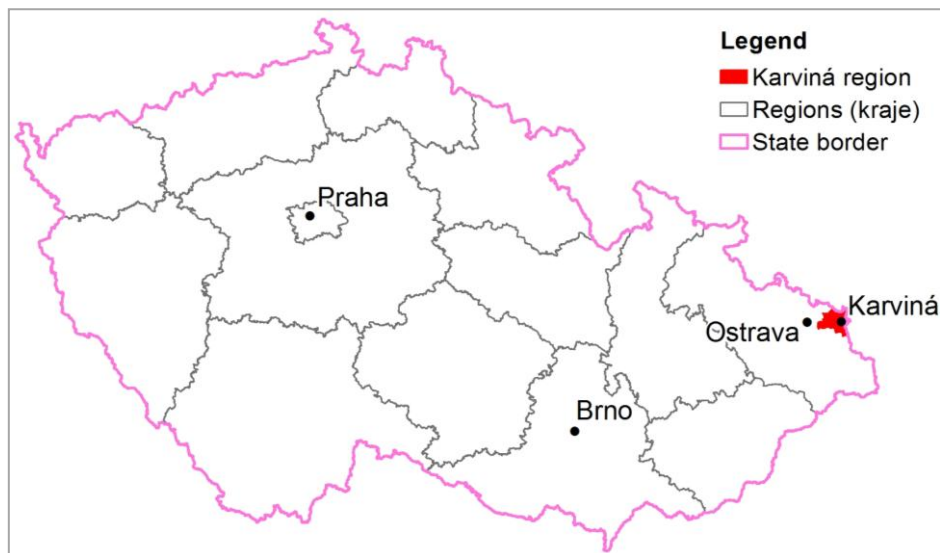 Legend
Karviná region
Regions (kraje)
State border
Praha
Karviná
Ostrava
Brno